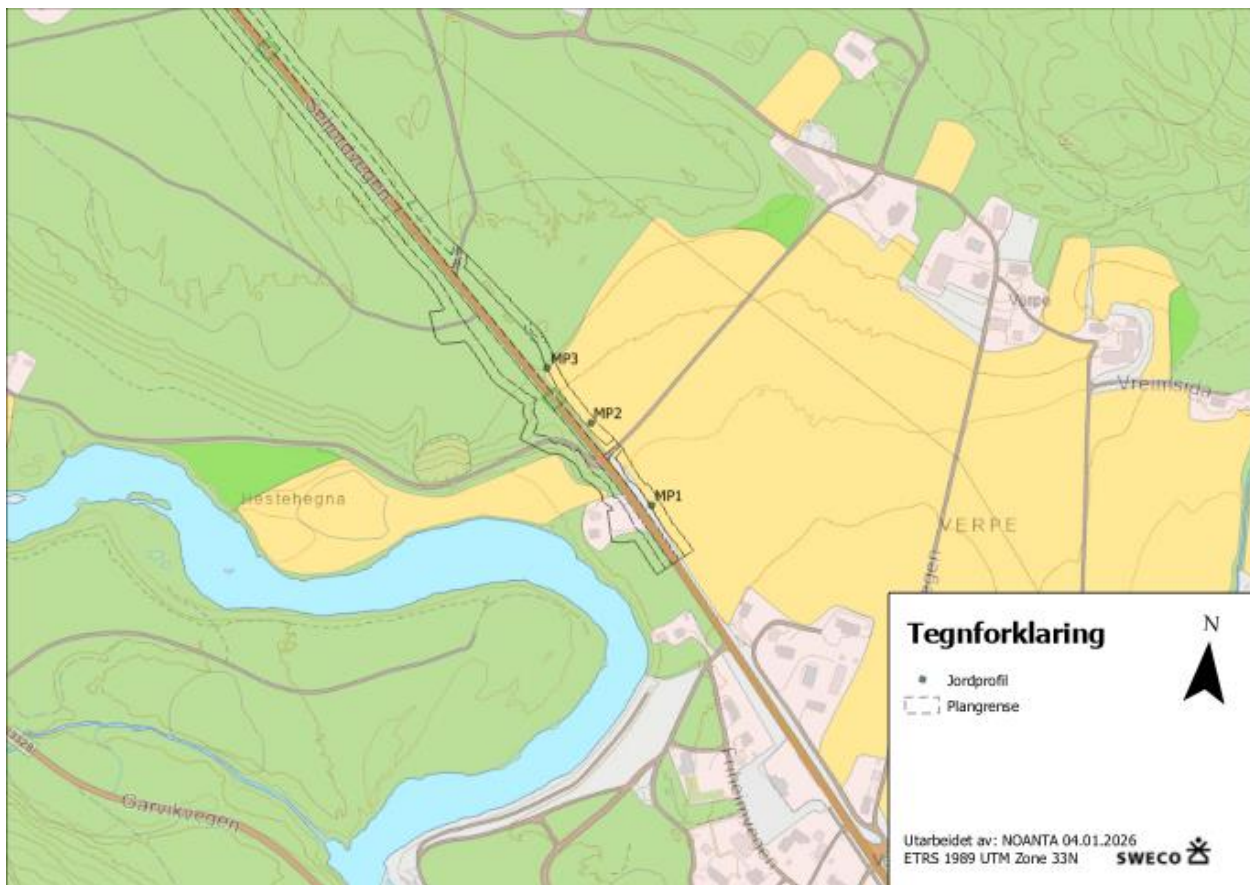 MP3
MP2
MP1
Verpe
Vreimsida
Hestehegna
VERPE
egen
Garvikvegen
Tegnforklaring
N
Jordprofil
Plangrense
Utarbeidet av: NOANTA 04.01.2026
ETRS 1989 UTM Zone 33N
SWECO